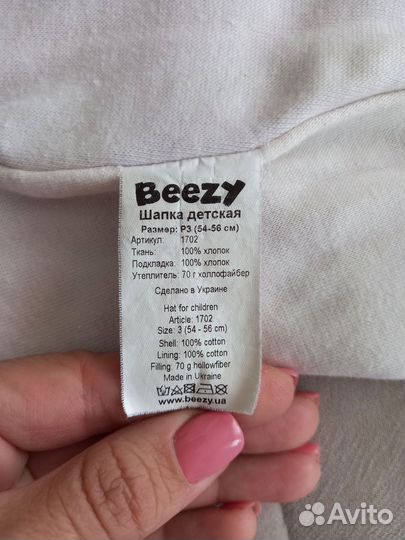 Beezy
Шапка детская
Размер: Р3 (54-56 см)
Артикул: 1702
Ткань: 100% хлопок
Подкладка: 100% хлопок
Утеплитель: 70 г холлофайбер
Сделано в Украине
Hat for children
Article: 1702
Size: 3 (54 - 56 cm)
Shell: 100% cotton
Lining: 100% cotton
Filling: 70 g hollowfiber
Made in Ukraine
www.beezy.ua
Avito